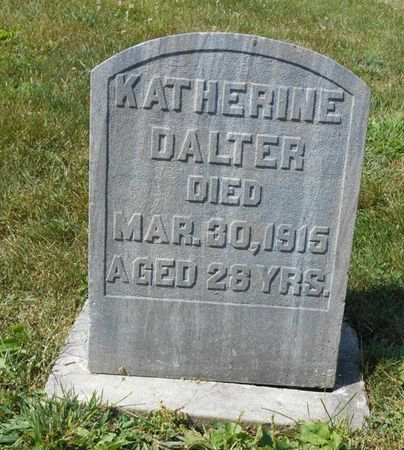 KATHERINE
DALTER
DIED
MAR. 30, 1915
AGED 28 YRS.